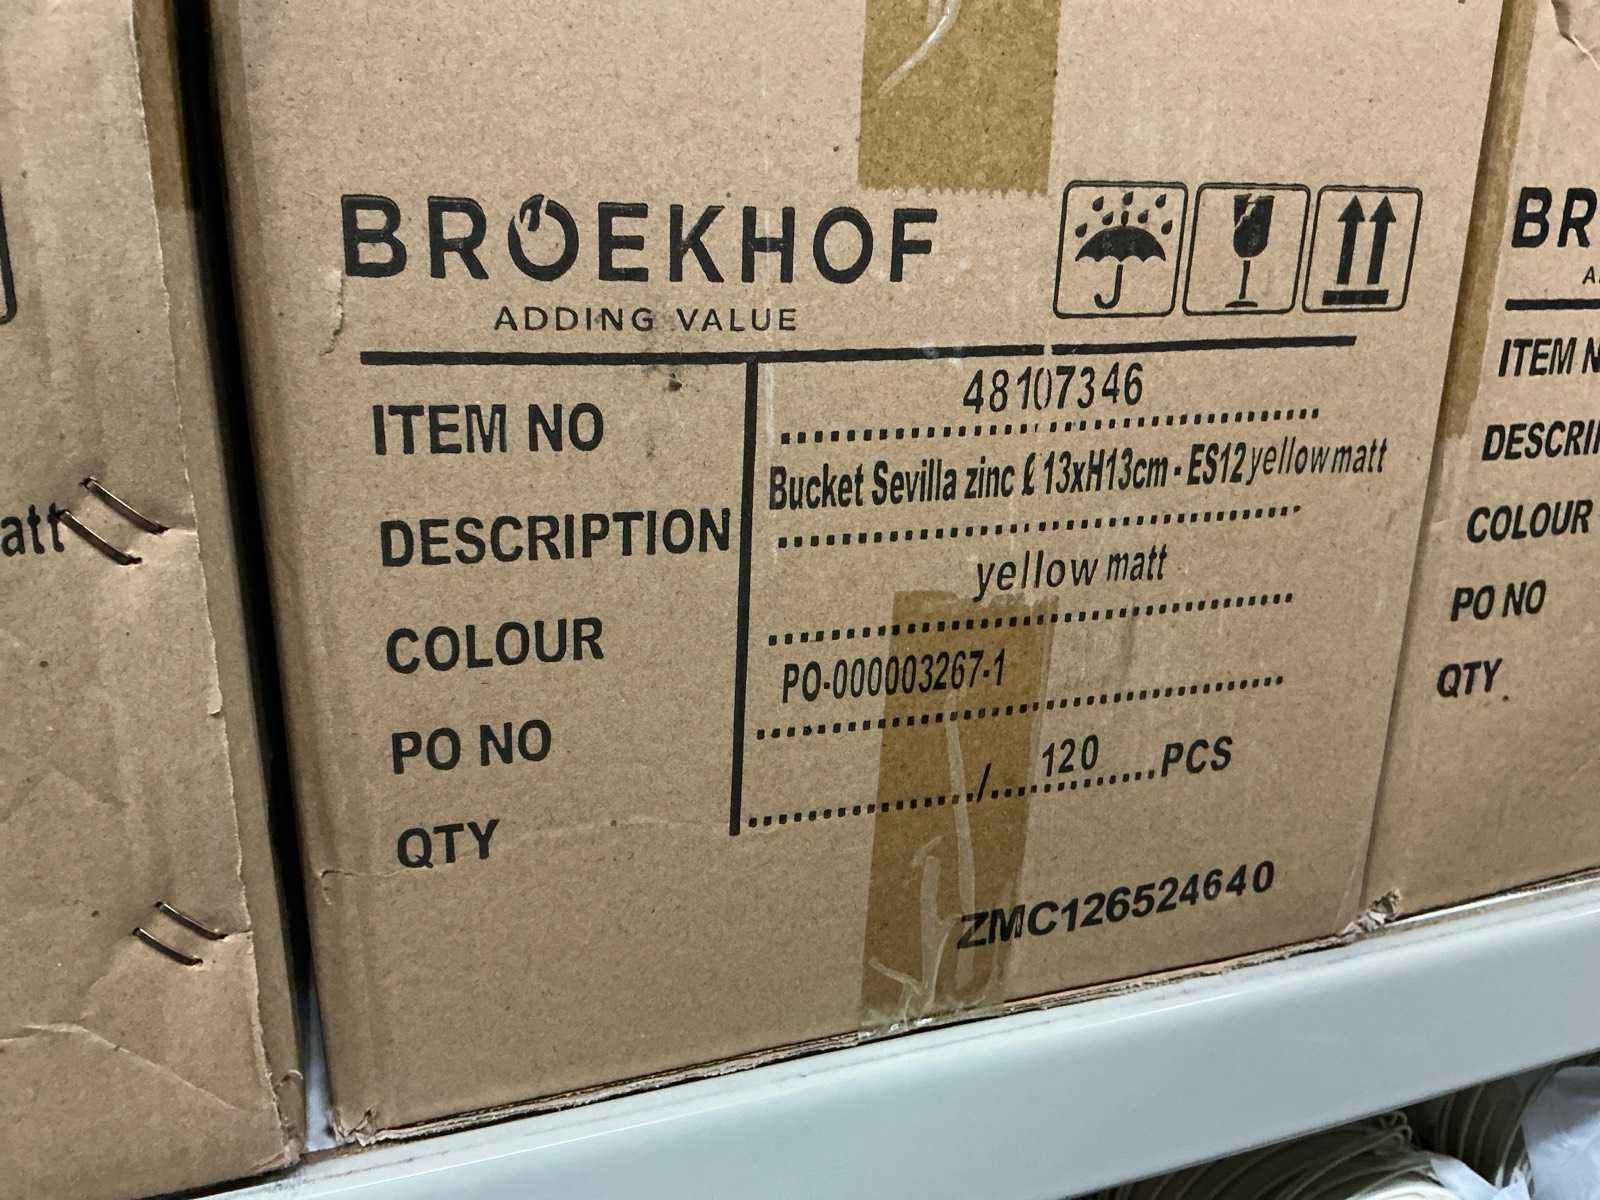 BROEKHOF
ADDING VALUE
ITEM NO 48107346
DESCRIPTION Bucket Sevilla zinc £ 13xH13cm - ES12 yellow matt
COLOUR yellow matt
PO NO PO-000003267-1
QTY / 120 PCS
ZMC126524640
att
BR
A
ITEM N
DESCRI
COLOUR
PO NO
QTY